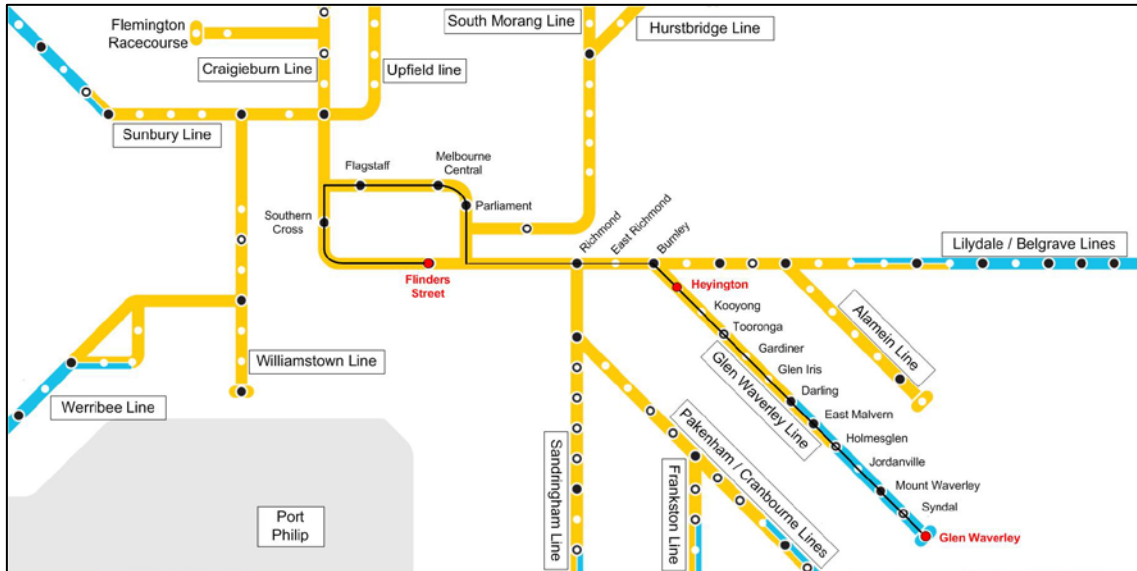 South Morang Line
Hurstbridge Line
Flemington
Racecourse
Craigieburn Line
Upfield line
Sunbury Line
Flagstaff
Melbourne
Central
Parliament
Southern
Cross
Richmond
East Richmond
Burnley
Lilydale / Belgrave Lines
Flinders
Street
Heyington
Kooyong
Tooronga
Gardiner
Glen Iris
Darling
East Malvern
Holmesglen
Jordanville
Mount Waverley
Syndal
Glen Waverley
Alamein Line
Glen Waverley Line
Williamstown Line
Werribee Line
Sandringham Line
Frankston Line
Pakenham / Cranbourne Lines
Port
Philip